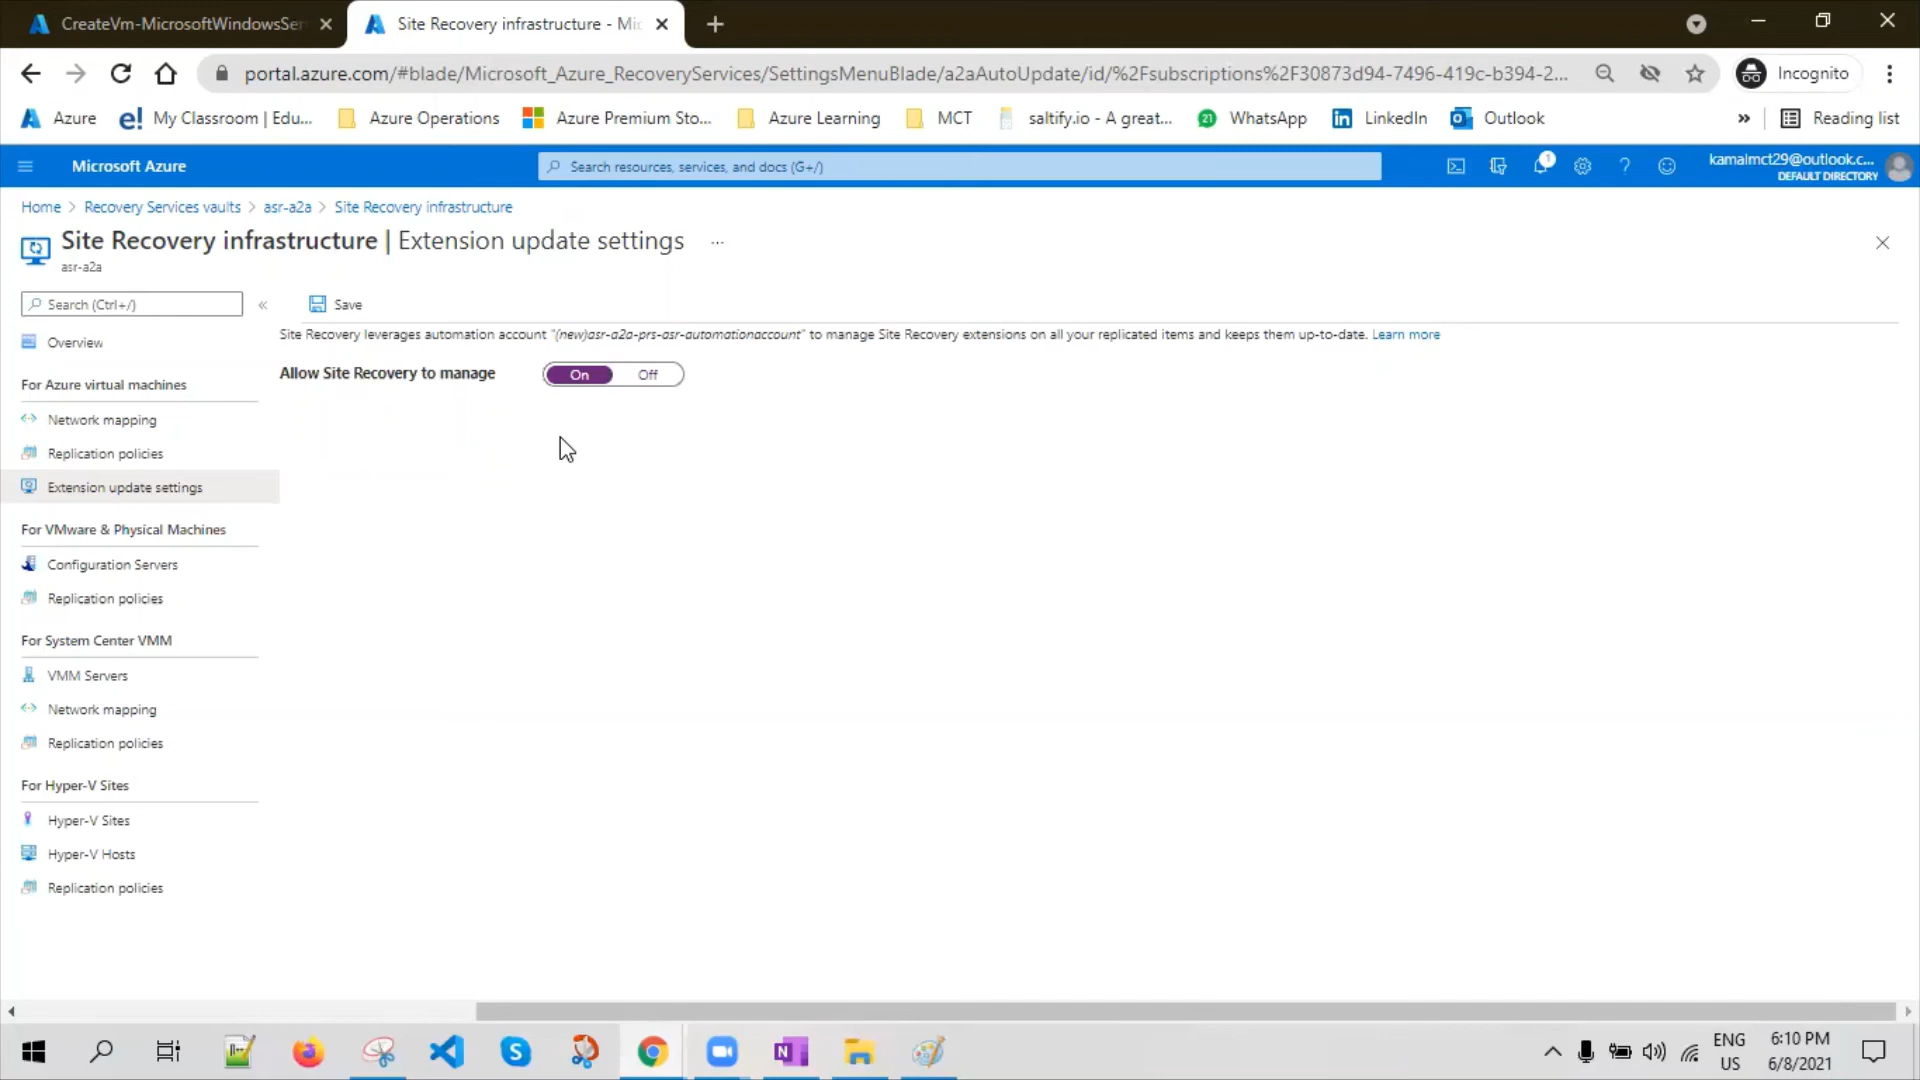 CreateVm-MicrosoftWindowsSer
Site Recovery infrastructure - Mic
portal.azure.com/#blade/Microsoft_Azure_RecoveryServices/SettingsMenuBlade/a2aAutoUpdate/id/%2Fsubscriptions%2F30873d94-7496-419c-b394-2...
Incognito
Azure
e! My Classroom | Edu...
Azure Operations
Azure Premium Sto...
Azure Learning
MCT
saltify.io - A great...
21 WhatsApp
LinkedIn
Outlook
»
Reading list
Microsoft Azure
Search resources, services, and docs (G+/)
1
kamalmct29@outlook.c...
DEFAULT DIRECTORY
Home > Recovery Services vaults > asr-a2a > Site Recovery infrastructure
Site Recovery infrastructure | Extension update settings ...
asr-a2a
Search (Ctrl+/)
«
Save
Site Recovery leverages automation account "(new)asr-a2a-prs-asr-automationaccount" to manage Site Recovery extensions on all your replicated items and keeps them up-to-date. Learn more
Allow Site Recovery to manage
On Off
Overview
For Azure virtual machines
Network mapping
Replication policies
Extension update settings
For VMware & Physical Machines
Configuration Servers
Replication policies
For System Center VMM
VMM Servers
Network mapping
Replication policies
For Hyper-V Sites
Hyper-V Sites
Hyper-V Hosts
Replication policies
ENG
US
6:10 PM
6/8/2021